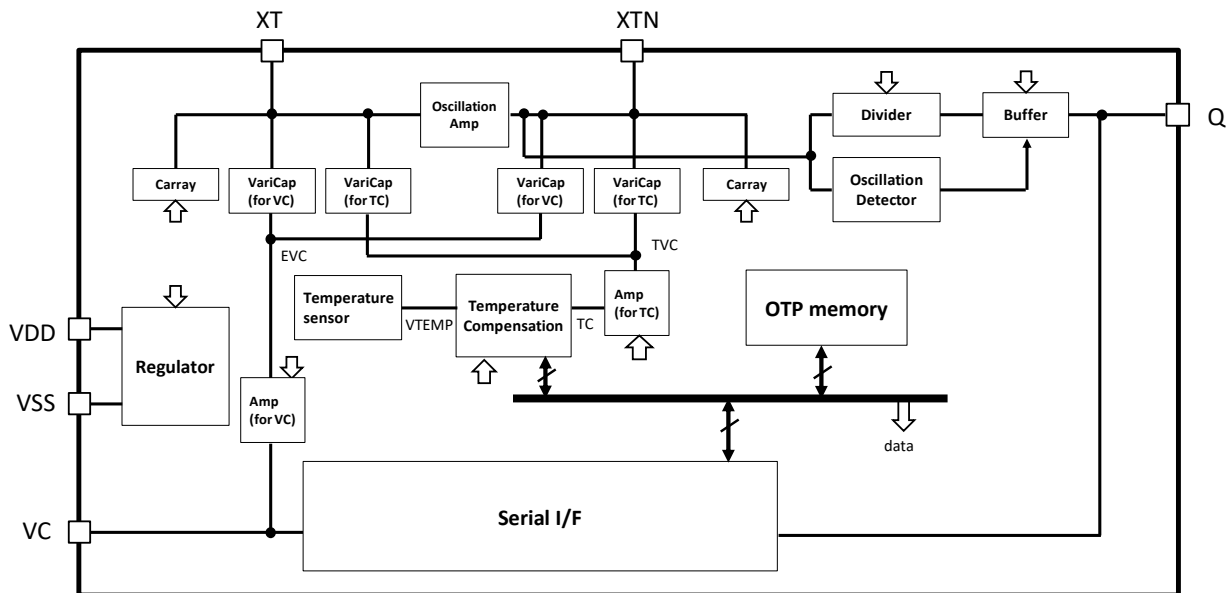 XT
XTN
Oscillation
Amp
Divider
Buffer
Q
Carray
VariCap
(for VC)
VariCap
(for TC)
VariCap
(for VC)
VariCap
(for TC)
Carray
Oscillation
Detector
EVC
TVC
Temperature
sensor
VTEMP
Temperature
Compensation
TC
Amp
(for TC)
OTP memory
VDD
VSS
Regulator
Amp
(for VC)
data
VC
Serial I/F